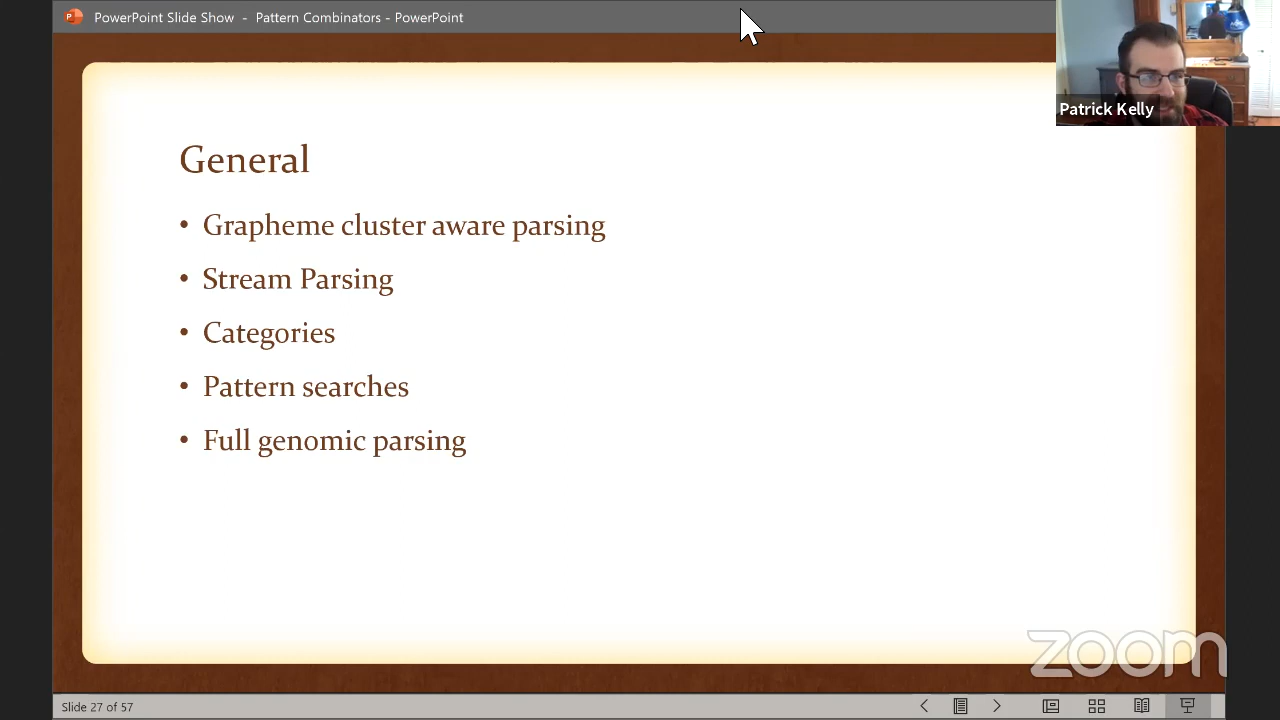 PowerPoint Slide Show - Pattern Combinators - PowerPoint
Patrick Kelly
General
• Grapheme cluster aware parsing
• Stream Parsing
• Categories
• Pattern searches
• Full genomic parsing
zoom
Slide 27 of 57